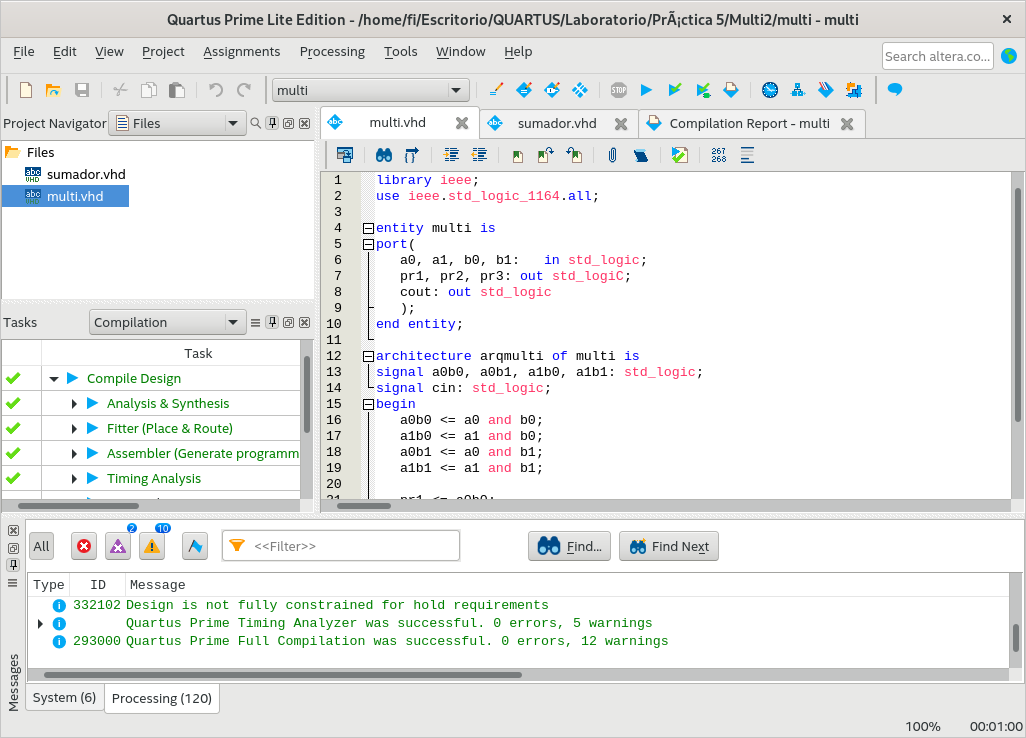 Quartus Prime Lite Edition - /home/fi/Escritorio/QUARTUS/Laboratorio/PrÃ¡ctica 5/Multi2/multi - multi
File Edit View Project Assignments Processing Tools Window Help
Search altera.co...
multi
STOP
Project Navigator Files
Files
sumador.vhd
multi.vhd
Tasks Compilation
Task
Compile Design
Analysis & Synthesis
Fitter (Place & Route)
Assembler (Generate programm
Timing Analysis
multi.vhd sumador.vhd Compilation Report - multi
267
268
1 library ieee;
2 use ieee.std_logic_1164.all;
3
4 entity multi is
5 port(
6 a0, a1, b0, b1: in std_logic;
7 pr1, pr2, pr3: out std_logiC;
8 cout: out std_logic
9 );
10 end entity;
11
12 architecture arqmulti of multi is
13 signal a0b0, a0b1, a1b0, a1b1: std_logic;
14 signal cin: std_logic;
15 begin
16 a0b0 <= a0 and b0;
17 a1b0 <= a1 and b0;
18 a0b1 <= a0 and b1;
19 a1b1 <= a1 and b1;
20
21 pr1 <= a0b0;
All 2 10 <<Filter>> Find... Find Next
Type ID Message
332102 Design is not fully constrained for hold requirements
Quartus Prime Timing Analyzer was successful. 0 errors, 5 warnings
293000 Quartus Prime Full Compilation was successful. 0 errors, 12 warnings
Messages
System (6) Processing (120)
100% 00:01:00